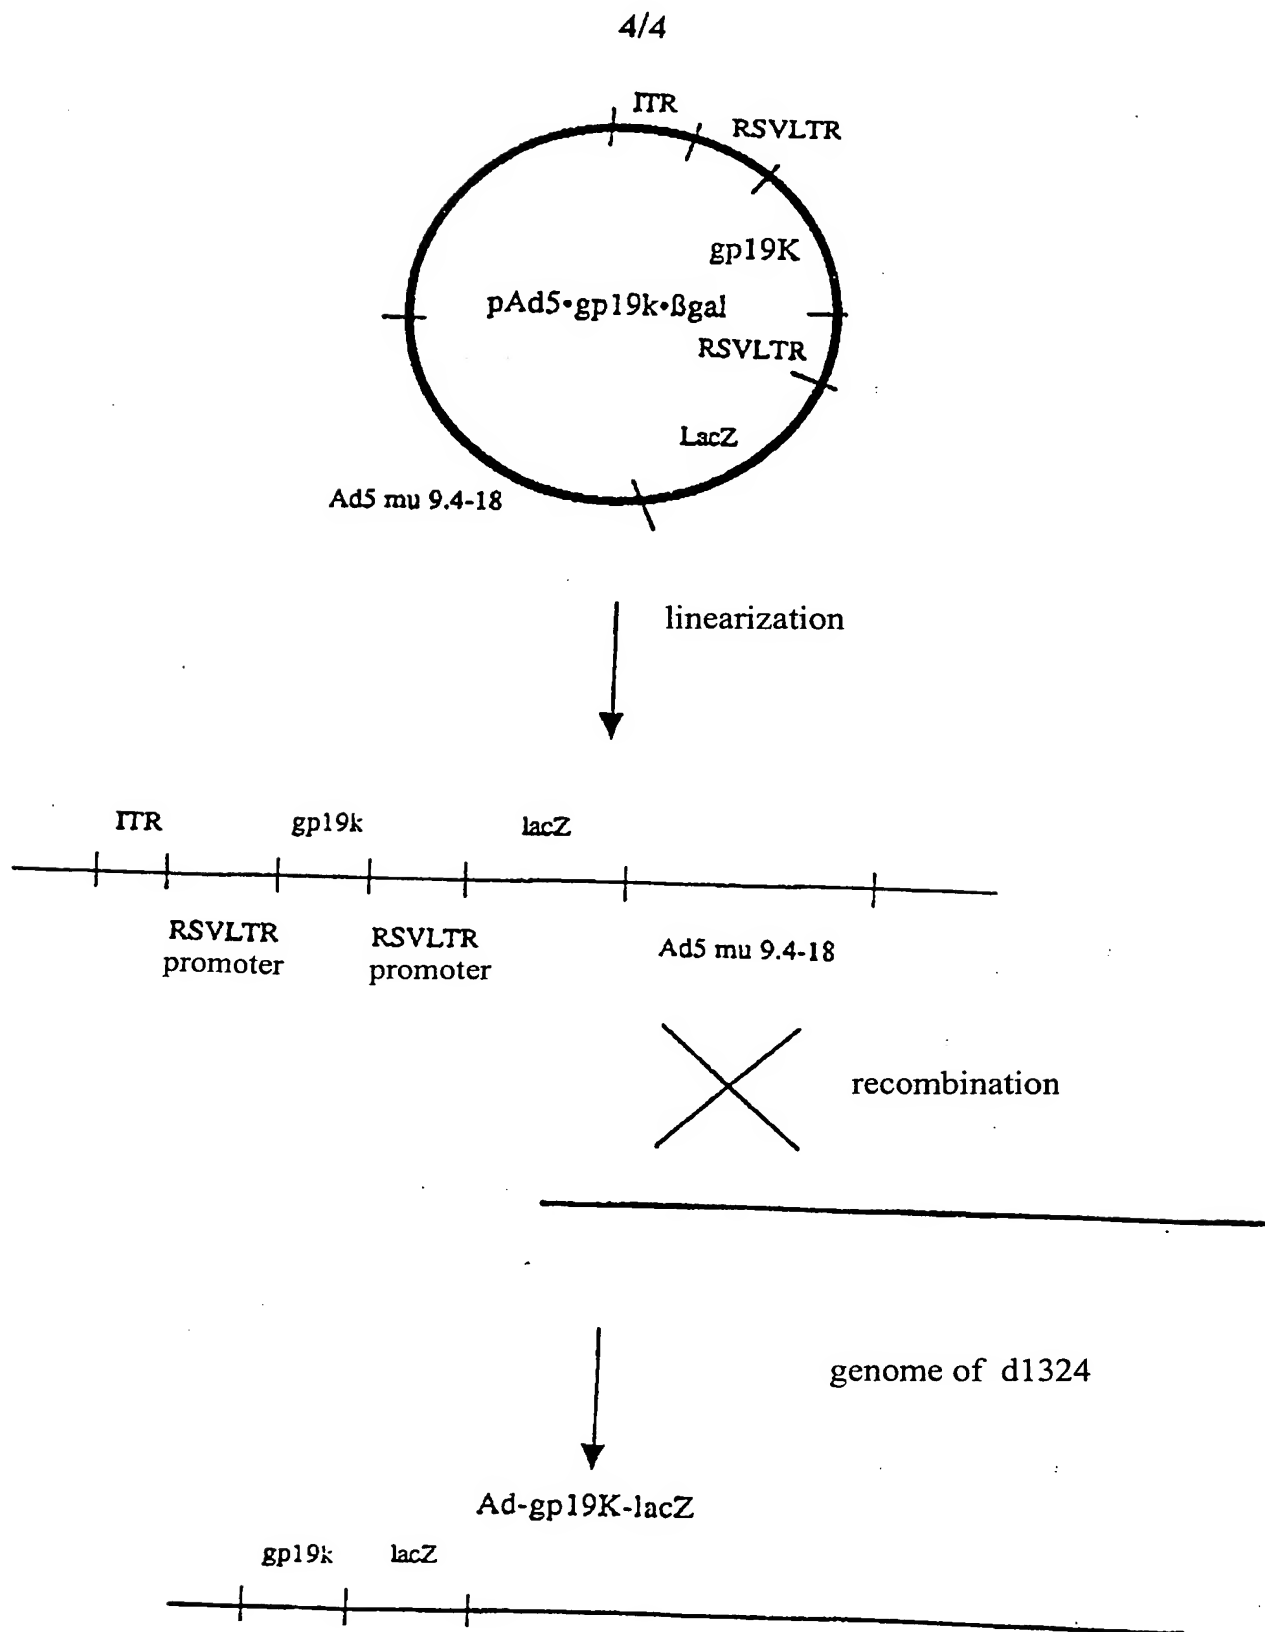 4/4
ITR
RSVLTR
gp19K
pAd5•gp19k•βgal
RSVLTR
LacZ
Ad5 mu 9.4-18
linearization
ITR
gp19k
lacZ
RSVLTR
promoter
RSVLTR
promoter
Ad5 mu 9.4-18
recombination
genome of d1324
Ad-gp19K-lacZ
gp19k
lacZ